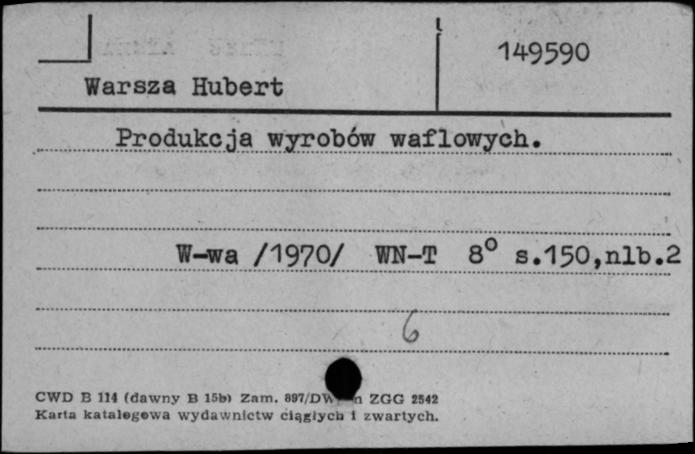 149590
Warsza Hubert
Produkcja wyrobów waflowych.
W-wa /1970/ WN-T 8° s.150,nlb.2
6
CWD B 114 (dawny B 15b) Zam. 897/DW ZGG 2542
Karta katalogowa wydawnictw ciągłych i zwartych.